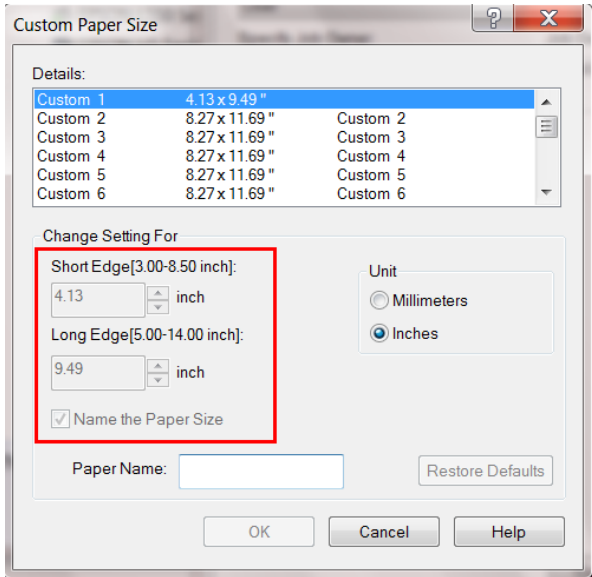 Custom Paper Size
Details:
Custom 1 4.13 x 9.49 "
Custom 2 8.27 x 11.69 " Custom 2
Custom 3 8.27 x 11.69 " Custom 3
Custom 4 8.27 x 11.69 " Custom 4
Custom 5 8.27 x 11.69 " Custom 5
Custom 6 8.27 x 11.69 " Custom 6
Change Setting For
Short Edge[3.00-8.50 inch]:
4.13 inch
Long Edge[5.00-14.00 inch]:
9.49 inch
Name the Paper Size
Unit
Millimeters
Inches
Paper Name:
Restore Defaults
OK Cancel Help